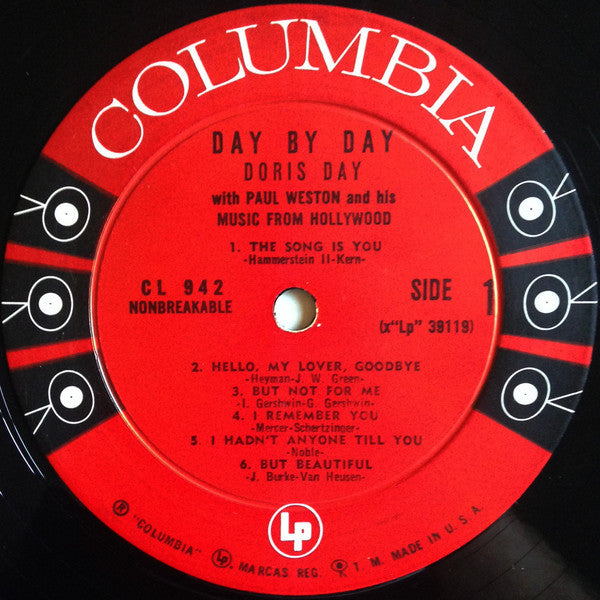 COLUMBIA
DAY BY DAY
DORIS DAY
with PAUL WESTON and his
MUSIC FROM HOLLYWOOD
1. THE SONG IS YOU
-Hammerstein II-Kern-
CL 942
NONBREAKABLE
SIDE 1
(x"Lp" 39119)
2. HELLO, MY LOVER, GOODBYE
-Heyman-J. W. Green-
3. BUT NOT FOR ME
-I. Gershwin-G. Gershwin-
4. I REMEMBER YOU
-Mercer-Schertzinger-
5. I HADN'T ANYONE TILL YOU
-Noble-
6. BUT BEAUTIFUL
-J. Burke-Van Heusen-
Lp
® "COLUMBIA" Lp. MARCAS REG. T. M. MADE IN U.S.A.